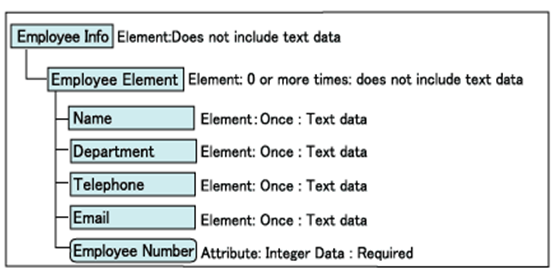 Employee Info Element:Does not include text data
Employee Element Element: 0 or more times: does not include text data
Name Element: Once : Text data
Department Element: Once : Text data
Telephone Element: Once : Text data
Email Element: Once : Text data
Employee Number Attribute: Integer Data : Required